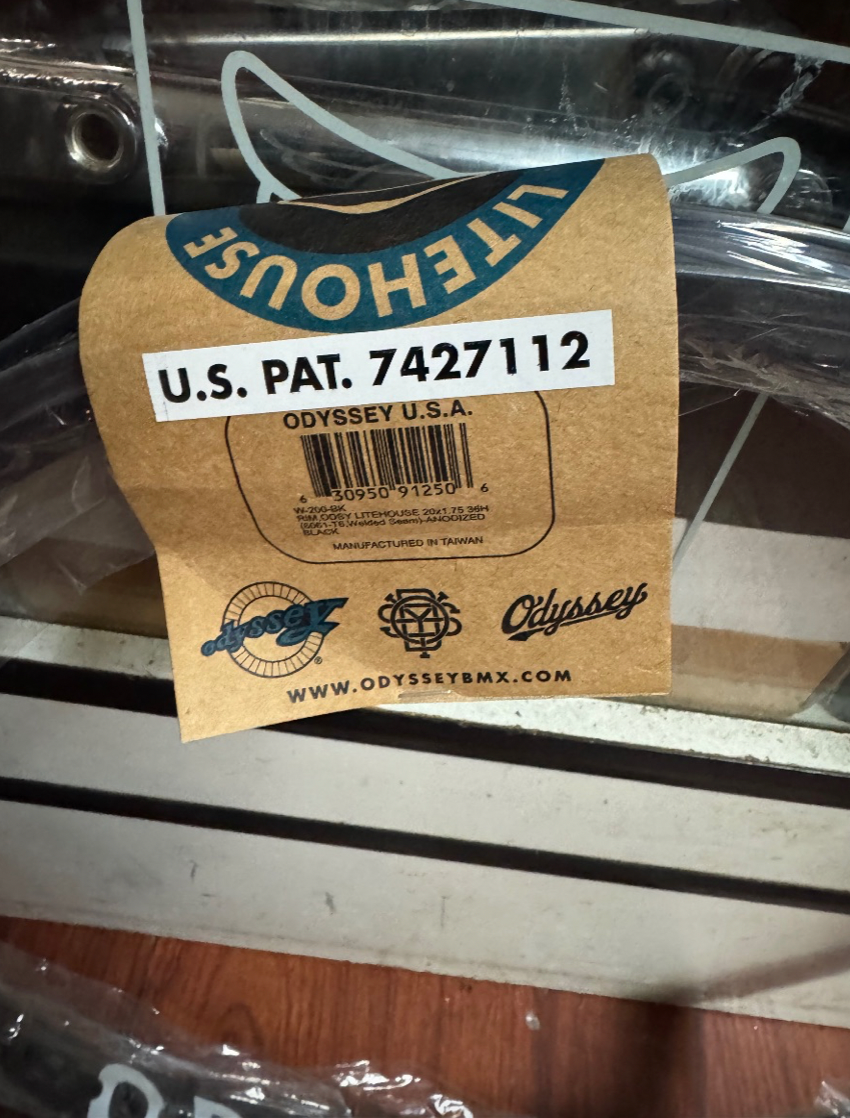 LITEHOUSE
U.S. PAT. 7427112
ODYSSEY U.S.A.
6 30950 91250 6
W-200-BK
RIM,ODSY LITEHOUSE 20x1.75 36H
(6061-T6,Welded Seam)-ANODIZED
BLACK
MANUFACTURED IN TAIWAN
odyssey ® Odyssey
WWW.ODYSSEYBMX.COM